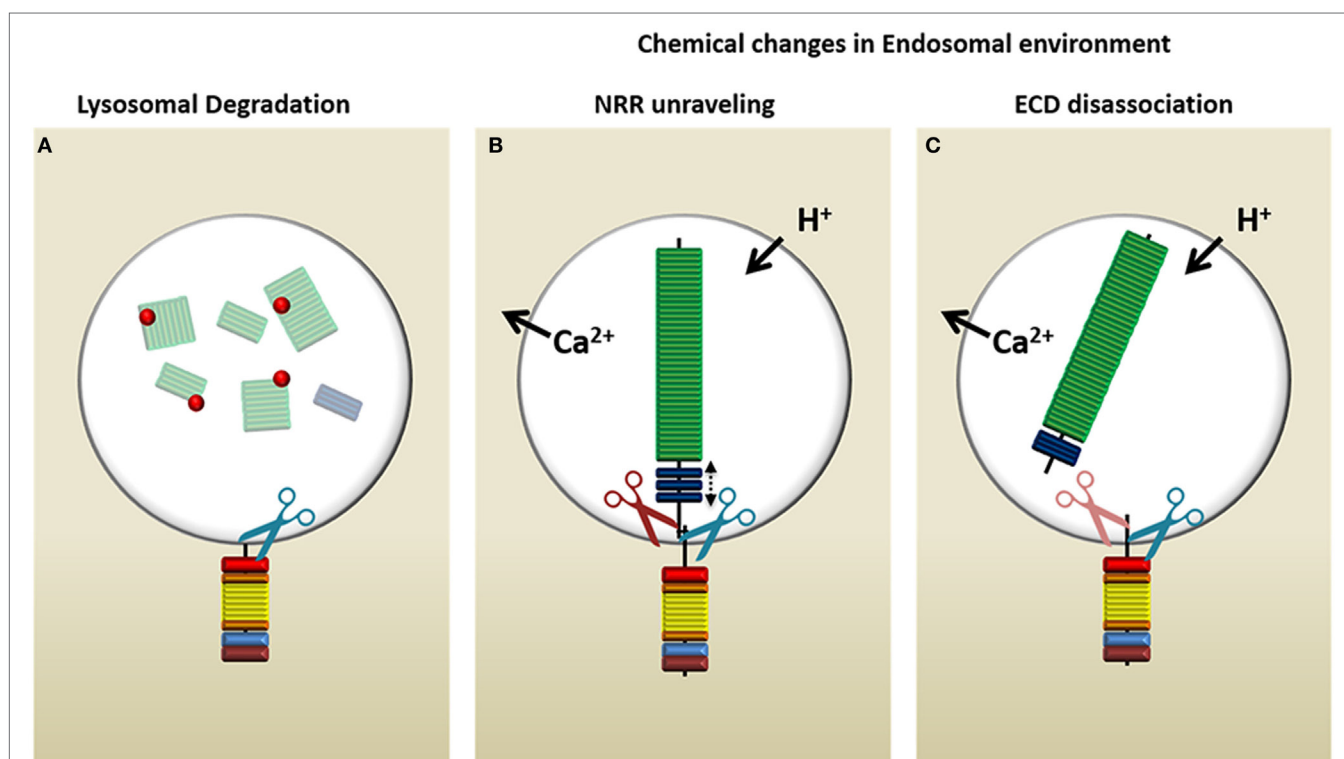 Chemical changes in Endosomal environment
Lysosomal Degradation
NRR unraveling
ECD disassociation
A
B
C
H⁺
Ca²⁺
H⁺
Ca²⁺